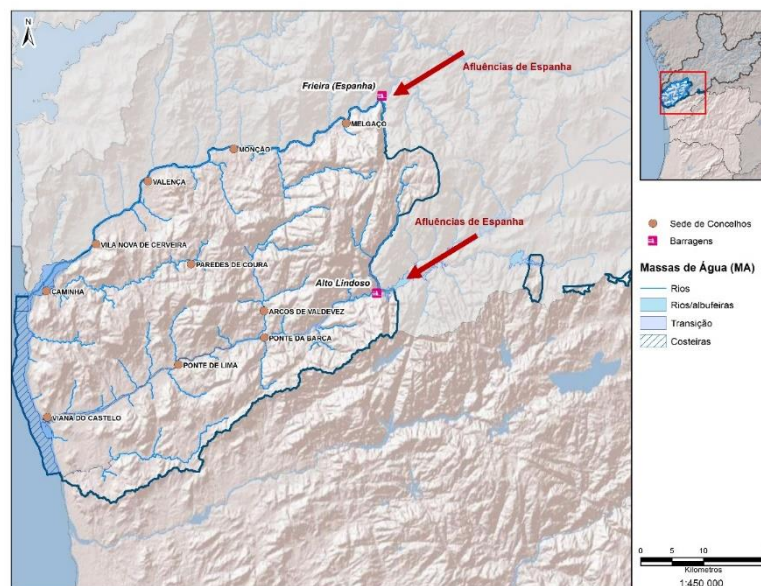 N
Afluências de Espanha
Frieira (Espanha)
MELGAÇO
MONÇÃO
VALENÇA
Afluências de Espanha
VILA NOVA DE CERVEIRA
PAREDES DE COURA
Alto Lindoso
CAMINHA
ARCOS DE VALDEVEZ
PONTE DA BARCA
PONTE DE LIMA
VIANA DO CASTELO
Sede de Concelhos
Barragens
Massas de Água (MA)
Rios
Rios/albufeiras
Transição
Costeiras
0 5 10
Kilometros
1:450 000